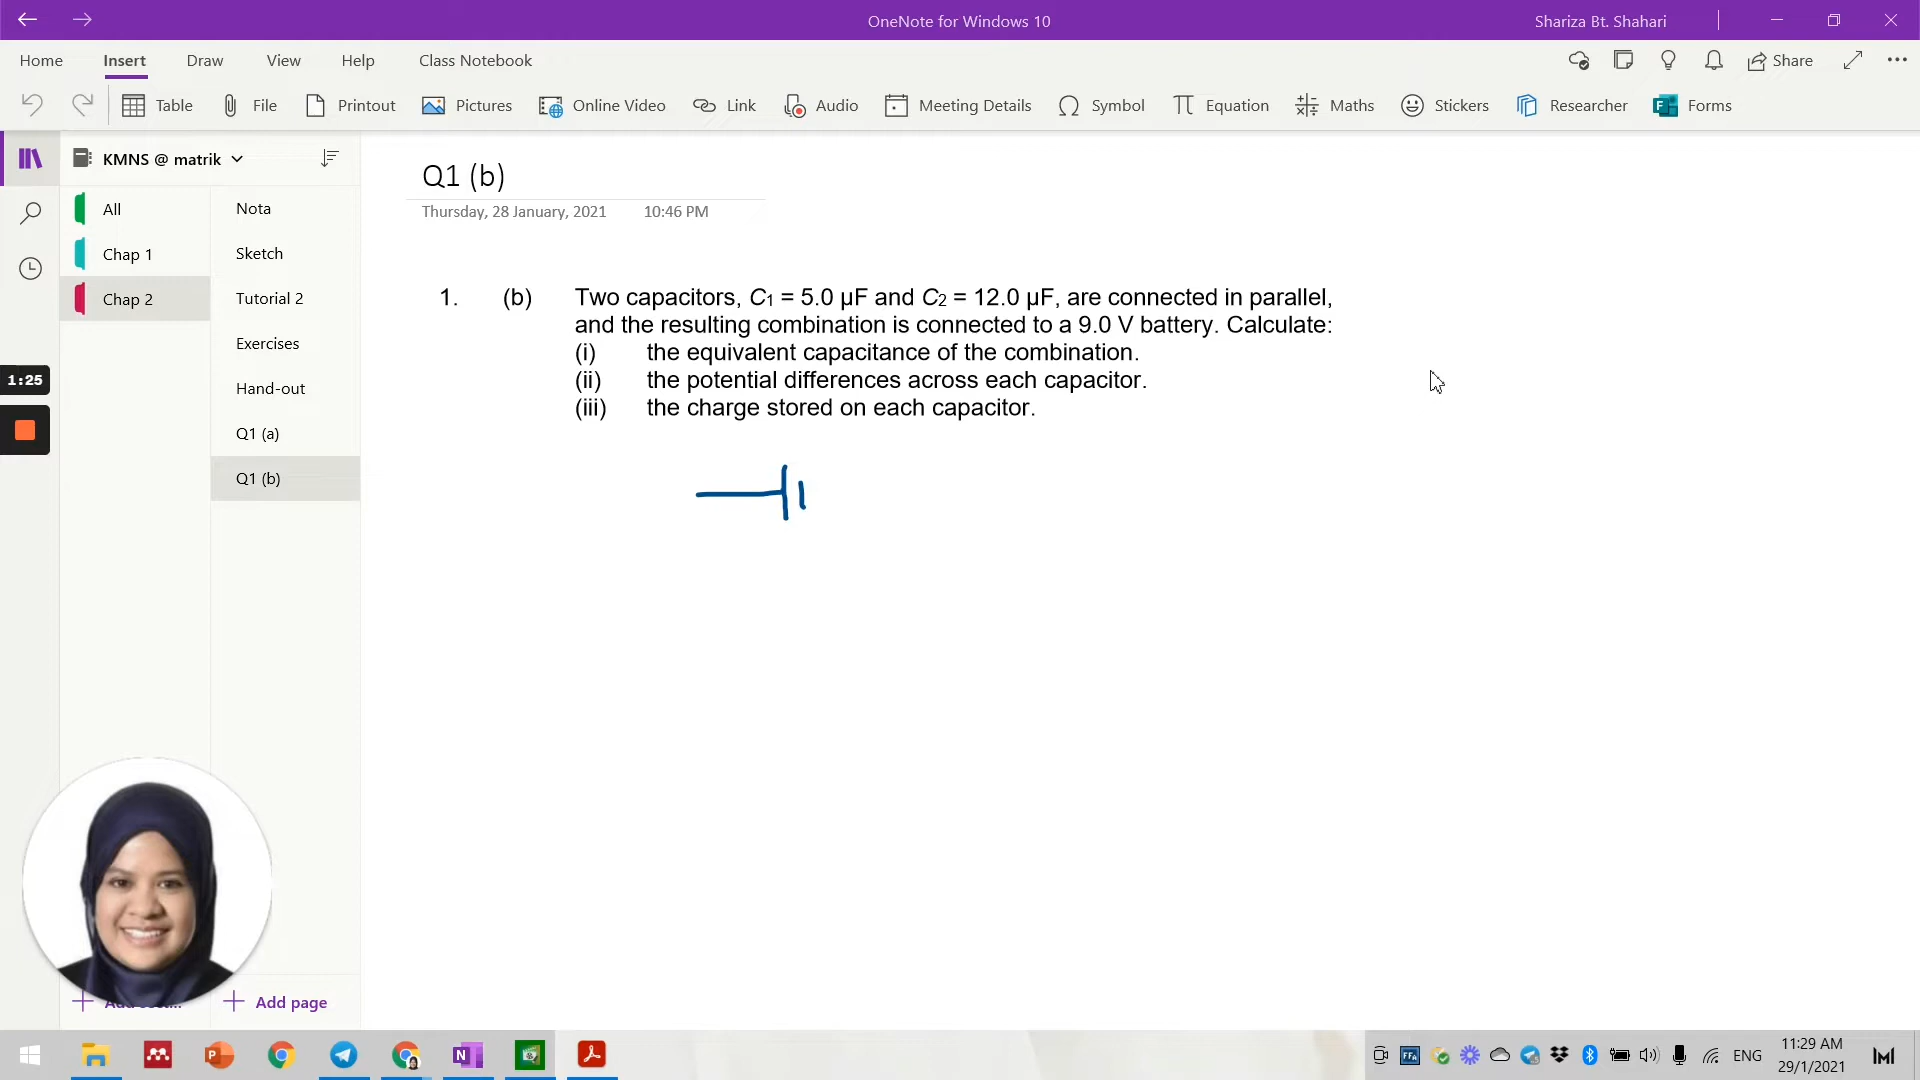 OneNote for Windows 10
Shariza Bt. Shahari
Home
Insert
Draw
View
Help
Class Notebook
Share
Table
File
Printout
Pictures
Online Video
Link
Audio
Meeting Details
Symbol
Equation
Maths
Stickers
Researcher
Forms
KMNS @ matrik
All
Chap 1
Chap 2
Nota
Sketch
Tutorial 2
Exercises
Hand-out
Q1 (a)
Q1 (b)
1:25
Q1 (b)
Thursday, 28 January, 2021 10:46 PM
1. (b) Two capacitors, C1 = 5.0 µF and C2 = 12.0 µF, are connected in parallel,
and the resulting combination is connected to a 9.0 V battery. Calculate:
(i) the equivalent capacitance of the combination.
(ii) the potential differences across each capacitor.
(iii) the charge stored on each capacitor.
Add page
ENG
11:29 AM
29/1/2021